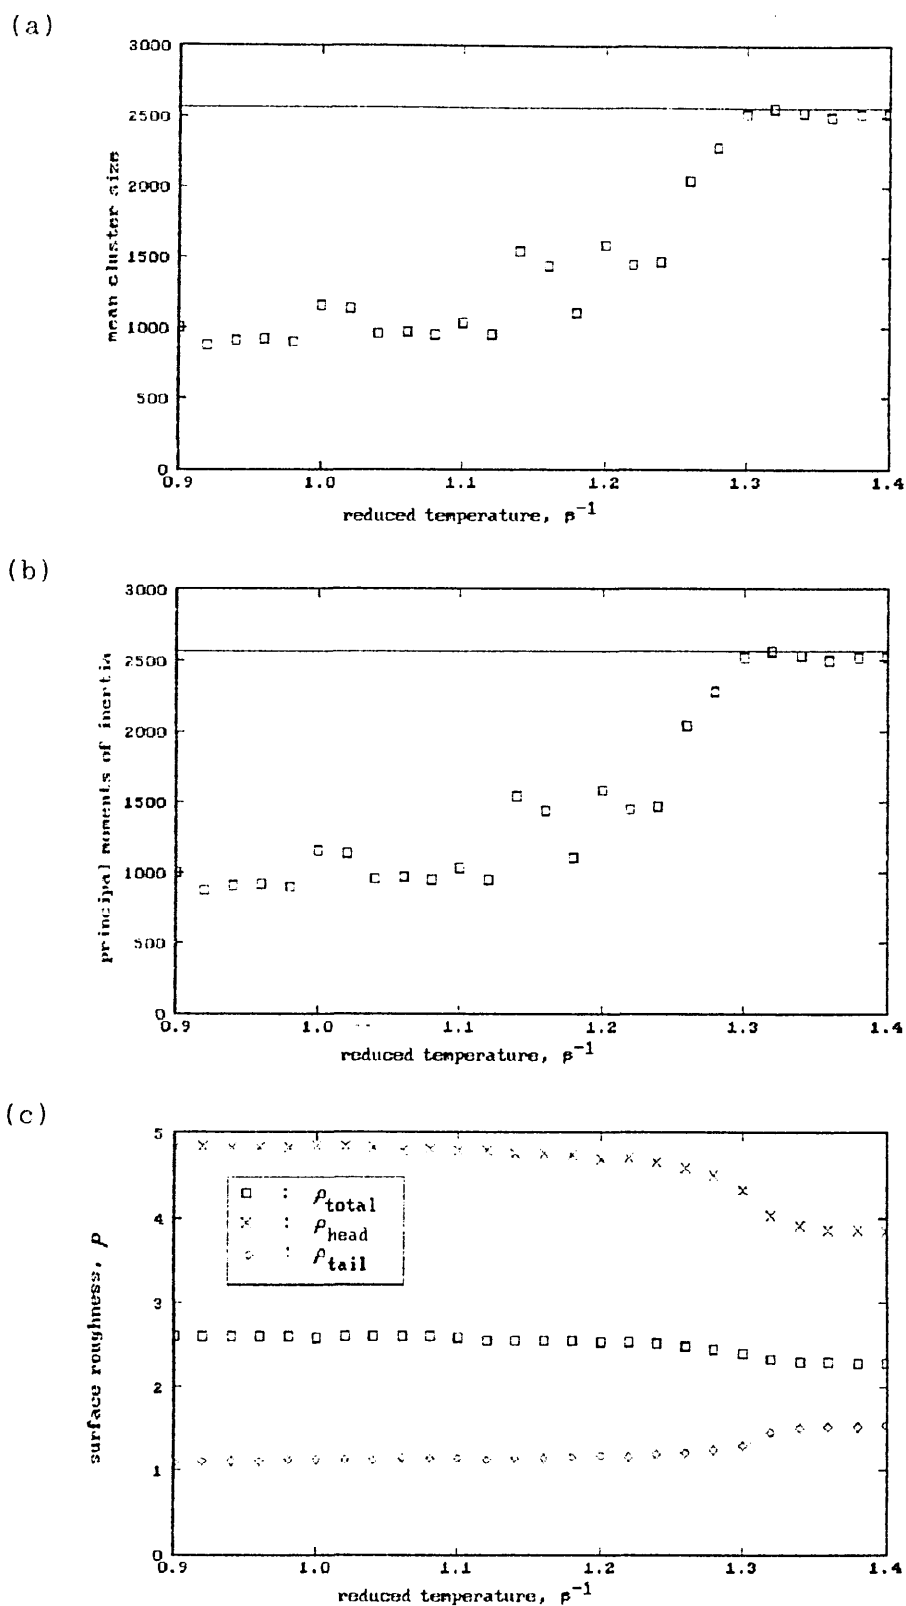 (a)
3000
2500
2000
1500
1000
500
0
mean cluster size
0.9 1.0 1.1 1.2 1.3 1.4
reduced temperature, β⁻¹
(b)
3000
2500
2000
1500
1000
500
0
principal moments of inertia
0.9 1.0 1.1 1.2 1.3 1.4
reduced temperature, β⁻¹
(c)
5
4
3
2
1
0
surface roughness, ρ
□ : ρtotal
× : ρhead
◇ : ρtail
0.9 1.0 1.1 1.2 1.3 1.4
reduced temperature, β⁻¹